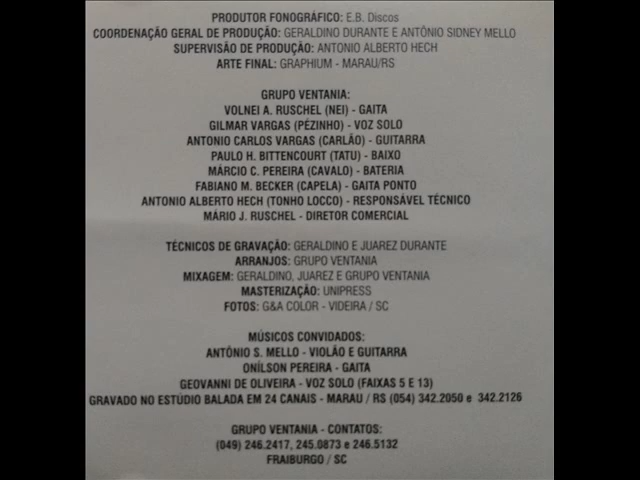 PRODUTOR FONOGRÁFICO: E.B. Discos
COORDENAÇÃO GERAL DE PRODUÇÃO: GERALDINO DURANTE E ANTÔNIO SIDNEY MELLO
SUPERVISÃO DE PRODUÇÃO: ANTONIO ALBERTO HECH
ARTE FINAL: GRAPHIUM - MARAU/RS
GRUPO VENTANIA:
VOLNEI A. RUSCHEL (NEI) - GAITA
GILMAR VARGAS (PÉZINHO) - VOZ SOLO
ANTONIO CARLOS VARGAS (CARLÃO) - GUITARRA
PAULO H. BITTENCOURT (TATU) - BAIXO
MÁRCIO C. PEREIRA (CAVALO) - BATERIA
FABIANO M. BECKER (CAPELA) - GAITA PONTO
ANTONIO ALBERTO HECH (TONHO LOCCO) - RESPONSÁVEL TÉCNICO
MÁRIO J. RUSCHEL - DIRETOR COMERCIAL
TÉCNICOS DE GRAVAÇÃO: GERALDINO E JUAREZ DURANTE
ARRANJOS: GRUPO VENTANIA
MIXAGEM: GERALDINO, JUAREZ E GRUPO VENTANIA
MASTERIZAÇÃO: UNIPRESS
FOTOS: G&A COLOR - VIDEIRA / SC
MÚSICOS CONVIDADOS:
ANTÔNIO S. MELLO - VIOLÃO E GUITARRA
ONÍLSON PEREIRA - GAITA
GEOVANNI DE OLIVEIRA - VOZ SOLO (FAIXAS 5 E 13)
GRAVADO NO ESTÚDIO BALADA EM 24 CANAIS - MARAU / RS (054) 342.2050 e 342.2126
GRUPO VENTANIA - CONTATOS:
(049) 246.2417, 245.0873 e 246.5132
FRAIBURGO / SC